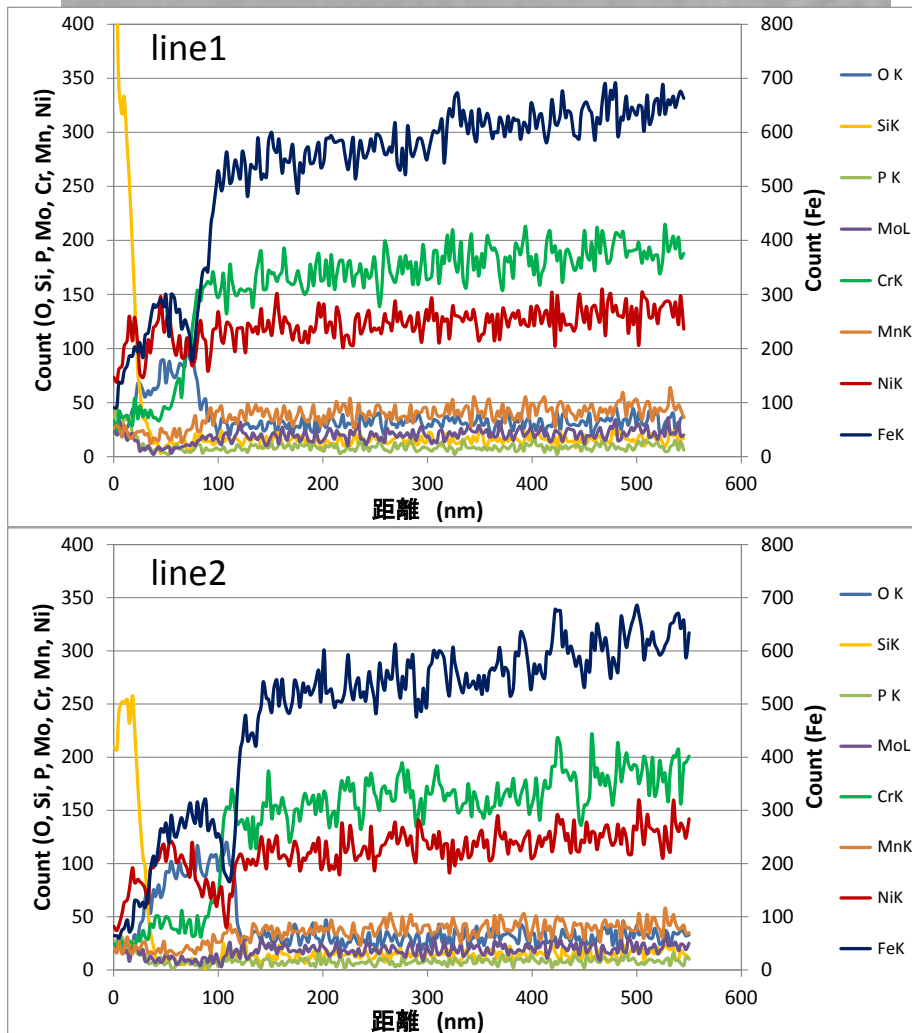 line1
400
350
300
250
200
150
100
50
0
Count (O, Si, P, Mo, Cr, Mn, Ni)
800
700
600
500
400
300
200
100
0
Count (Fe)
0 100 200 300 400 500 600
距離 (nm)
O K
SiK
P K
MoL
CrK
MnK
NiK
FeK
line2
400
350
300
250
200
150
100
50
0
Count (O, Si, P, Mo, Cr, Mn, Ni)
800
700
600
500
400
300
200
100
0
Count (Fe)
0 100 200 300 400 500 600
距離 (nm)
O K
SiK
P K
MoL
CrK
MnK
NiK
FeK